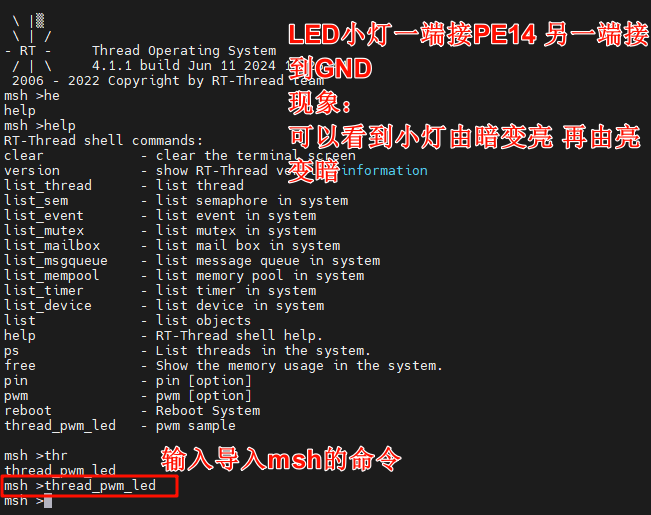 \ |
\ | /
- RT - Thread Operating System
/ | \ 4.1.1 build Jun 11 2024
2006 - 2022 Copyright by RT-Thread team
LED小灯一端接PE14 另一端接
到GND
现象：
可以看到小灯由暗变亮 再由亮
变暗
msh >he
help
msh >help
RT-Thread shell commands:
clear - clear the terminal screen
version - show RT-Thread information
list_thread - list thread
list_sem - list semaphore in system
list_event - list event in system
list_mutex - list mutex in system
list_mailbox - list mail box in system
list_msgqueue - list message queue in system
list_mempool - list memory pool in system
list_timer - list timer in system
list_device - list device in system
list - list objects
help - RT-Thread shell help.
ps - List threads in the system.
free - Show the memory usage in the system.
pin - pin [option]
pwm - pwm [option]
reboot - Reboot System
thread_pwm_led - pwm sample
msh >thr
thread_pwm_led
输入导入msh的命令
msh >thread_pwm_led
msh >